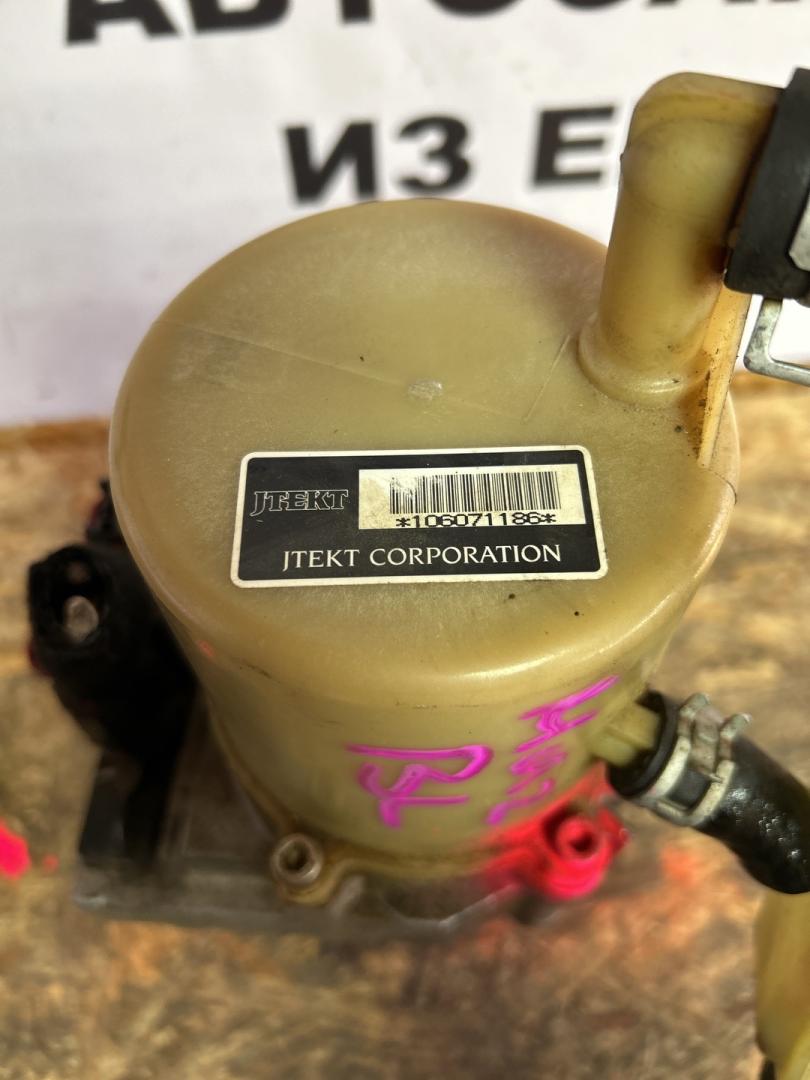 ИЗ Е
JTEKT
*106071186*
JTEKT CORPORATION